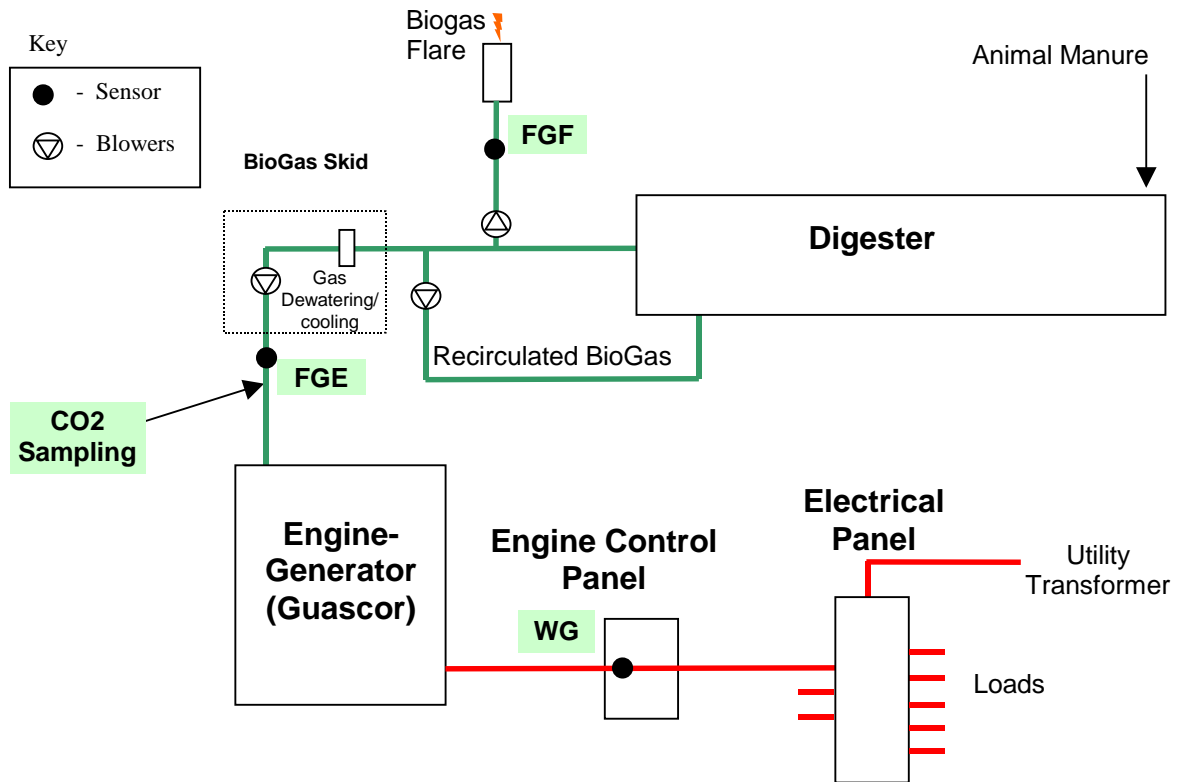 Key
- Sensor
- Blowers
Biogas
Flare
FGF
Animal Manure
BioGas Skid
Digester
Gas
Dewatering/
cooling
Recirculated BioGas
FGE
CO2
Sampling
Engine-
Generator
(Guascor)
Engine Control
Panel
WG
Electrical
Panel
Utility
Transformer
Loads